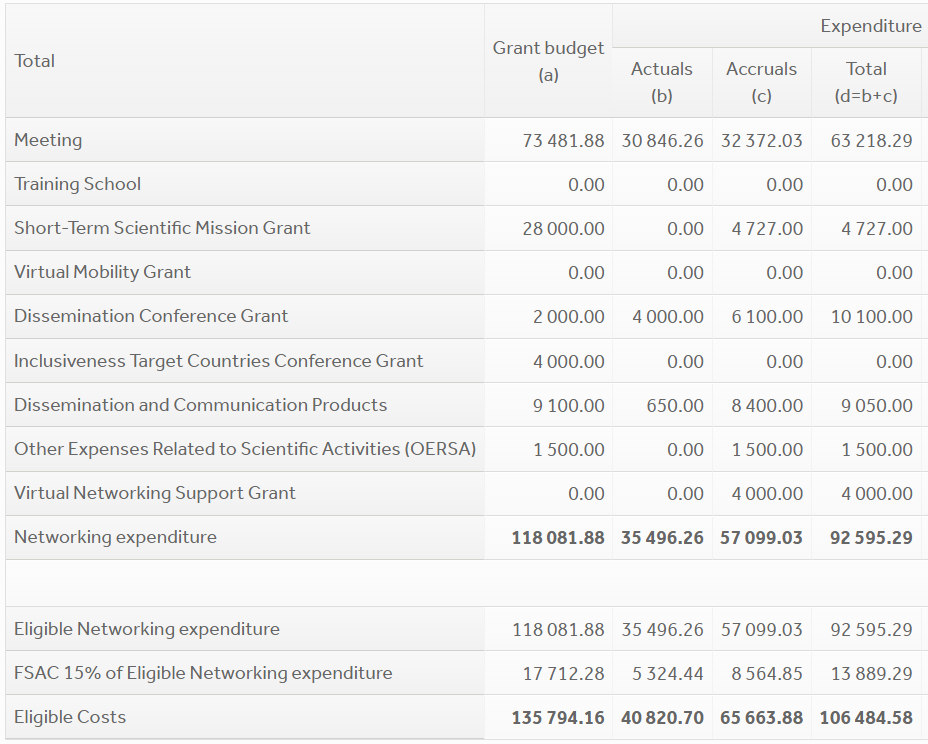 Total Grant budget (a) Expenditure
Actuals (b) Accruals (c) Total (d=b+c)
Meeting 73 481.88 30 846.26 32 372.03 63 218.29
Training School 0.00 0.00 0.00 0.00
Short-Term Scientific Mission Grant 28 000.00 0.00 4 727.00 4 727.00
Virtual Mobility Grant 0.00 0.00 0.00 0.00
Dissemination Conference Grant 2 000.00 4 000.00 6 100.00 10 100.00
Inclusiveness Target Countries Conference Grant 4 000.00 0.00 0.00 0.00
Dissemination and Communication Products 9 100.00 650.00 8 400.00 9 050.00
Other Expenses Related to Scientific Activities (OERSA) 1 500.00 0.00 1 500.00 1 500.00
Virtual Networking Support Grant 0.00 0.00 4 000.00 4 000.00
Networking expenditure 118 081.88 35 496.26 57 099.03 92 595.29
Eligible Networking expenditure 118 081.88 35 496.26 57 099.03 92 595.29
FSAC 15% of Eligible Networking expenditure 17 712.28 5 324.44 8 564.85 13 889.29
Eligible Costs 135 794.16 40 820.70 65 663.88 106 484.58